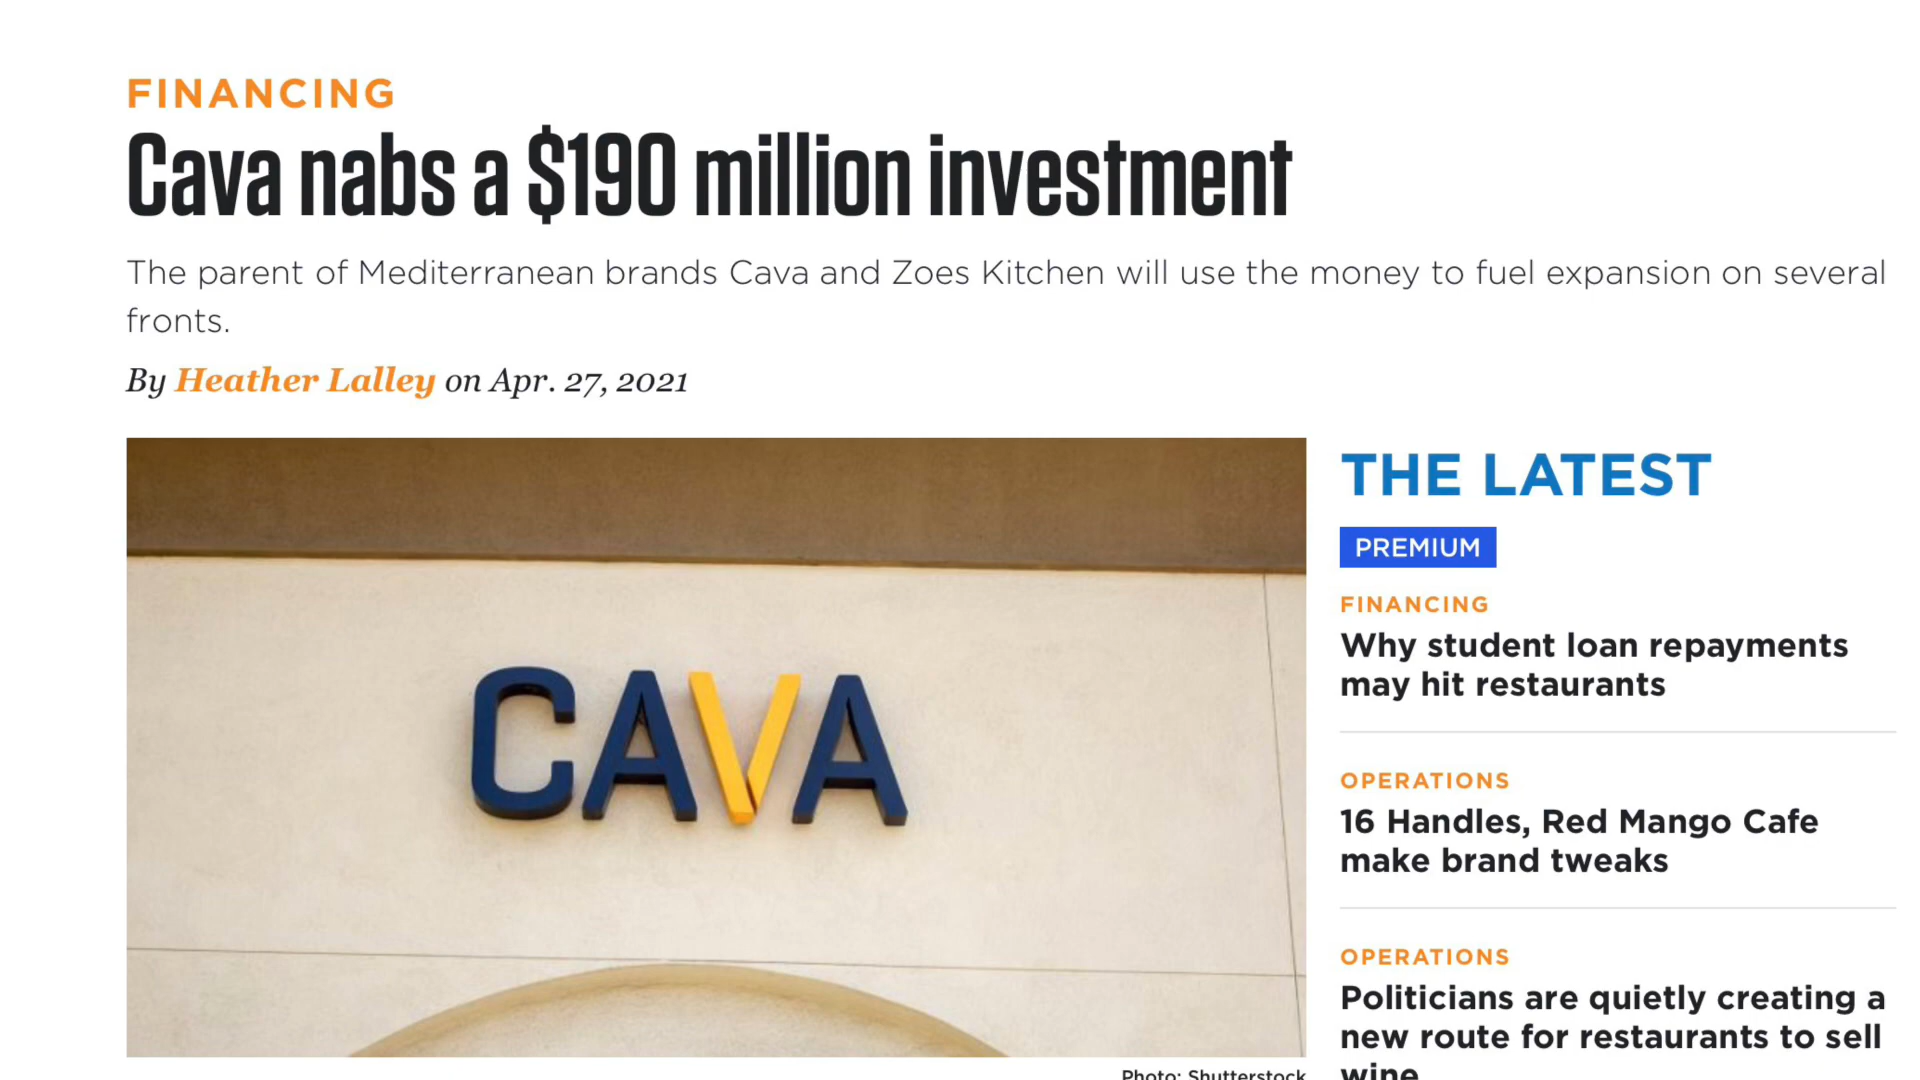 FINANCING
Cava nabs a $190 million investment
The parent of Mediterranean brands Cava and Zoes Kitchen will use the money to fuel expansion on several
fronts.
By Heather Lalley on Apr. 27, 2021
CAVA
Photo: Shutterstock
THE LATEST
PREMIUM
FINANCING
Why student loan repayments
may hit restaurants
OPERATIONS
16 Handles, Red Mango Cafe
make brand tweaks
OPERATIONS
Politicians are quietly creating a
new route for restaurants to sell
wine